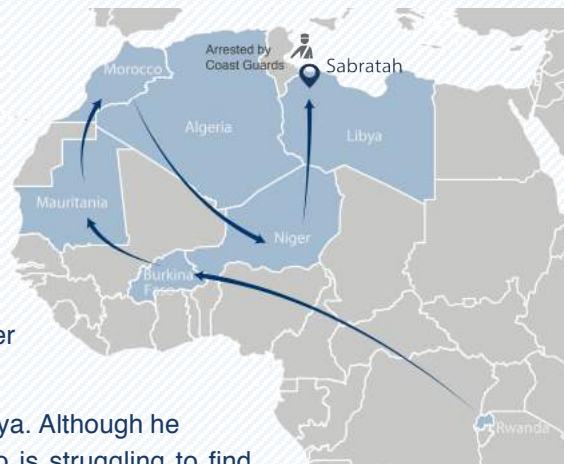 Arrested by
Coast Guards
Sabratah
Morocco
Algeria
Libya
Mauritania
Niger
Burkina
Faso
Rwanda
er
ya. Although he
o is struggling to find